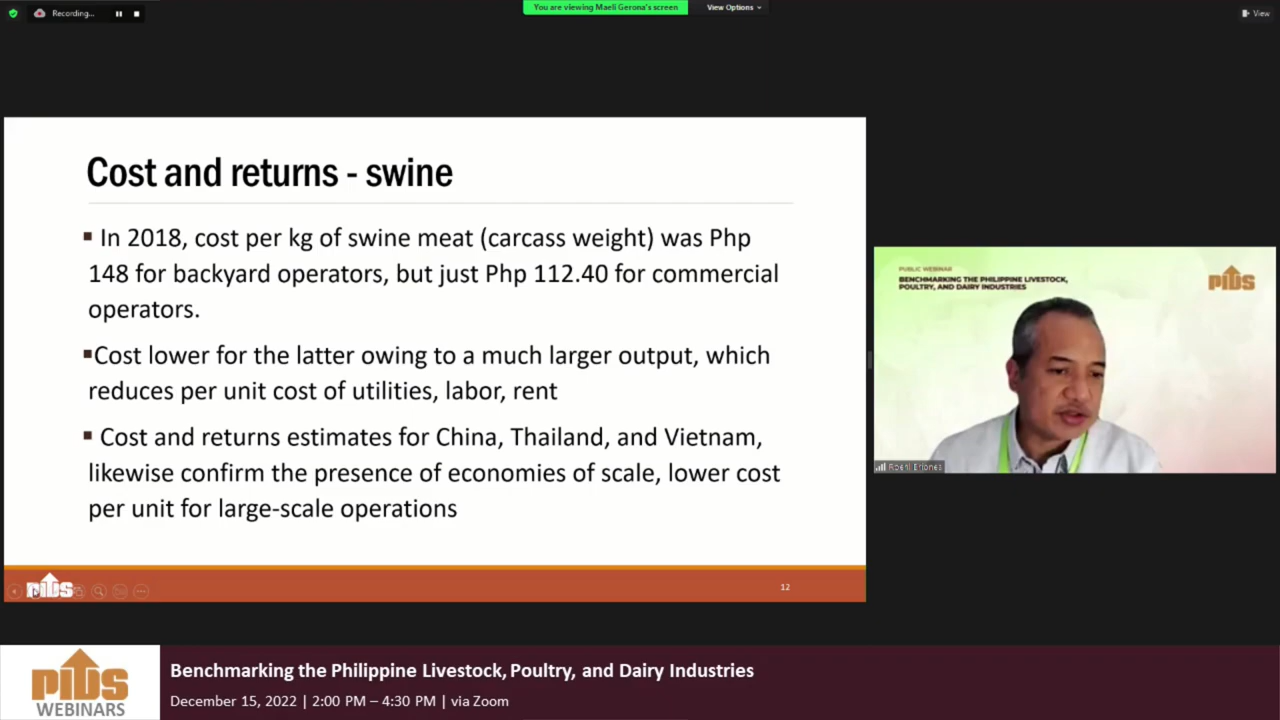 Recording...
You are viewing Maeli Gerona's screen
View Options
View
Cost and returns - swine
▪ In 2018, cost per kg of swine meat (carcass weight) was Php
148 for backyard operators, but just Php 112.40 for commercial
operators.
▪Cost lower for the latter owing to a much larger output, which
reduces per unit cost of utilities, labor, rent
▪ Cost and returns estimates for China, Thailand, and Vietnam,
likewise confirm the presence of economies of scale, lower cost
per unit for large-scale operations
pids
12
PUBLIC WEBINAR
BENCHMARKING THE PHILIPPINE LIVESTOCK,
POULTRY, AND DAIRY INDUSTRIES
pids
Roehl Briones
pids
WEBINARS
Benchmarking the Philippine Livestock, Poultry, and Dairy Industries
December 15, 2022 | 2:00 PM – 4:30 PM | via Zoom